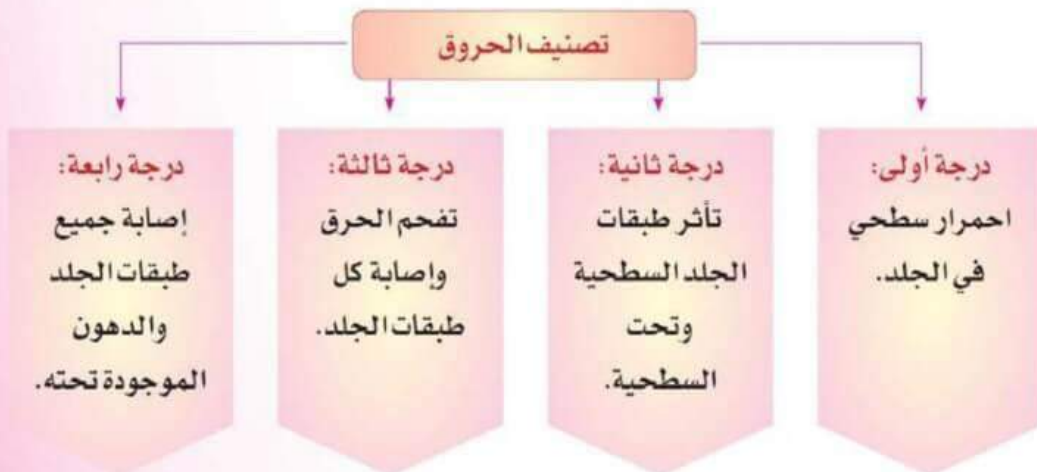 تصنيف الحروق
درجة أولى:
احمرار سطحي
في الجلد.
درجة ثانية:
تأثر طبقات
الجلد السطحية
وتحت
السطحية.
درجة ثالثة:
تفحم الحرق
وإصابة كل
طبقات الجلد.
درجة رابعة:
إصابة جميع
طبقات الجلد
والدهون
الموجودة تحته.